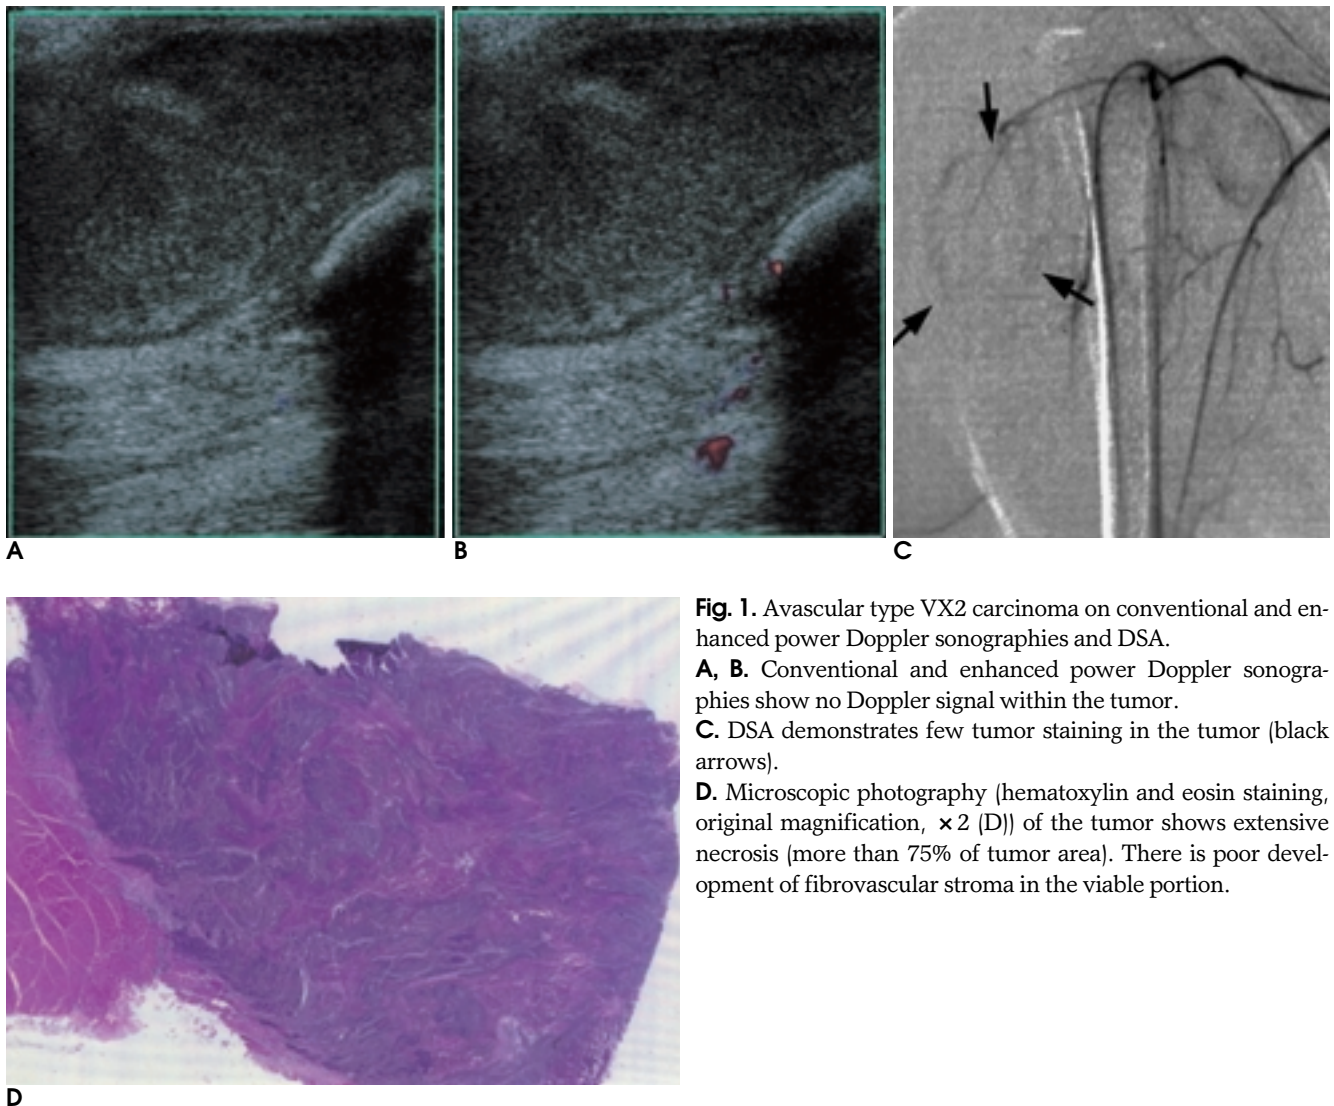 A
B
C
Fig. 1. Avascular type VX2 carcinoma on conventional and en-
hanced power Doppler sonographies and DSA.
A, B. Conventional and enhanced power Doppler sonogra-
phies show no Doppler signal within the tumor.
C. DSA demonstrates few tumor staining in the tumor (black
arrows).
D. Microscopic photography (hematoxylin and eosin staining,
original magnification, ×2 (D)) of the tumor shows extensive
necrosis (more than 75% of tumor area). There is poor devel-
opment of fibrovascular stroma in the viable portion.
D